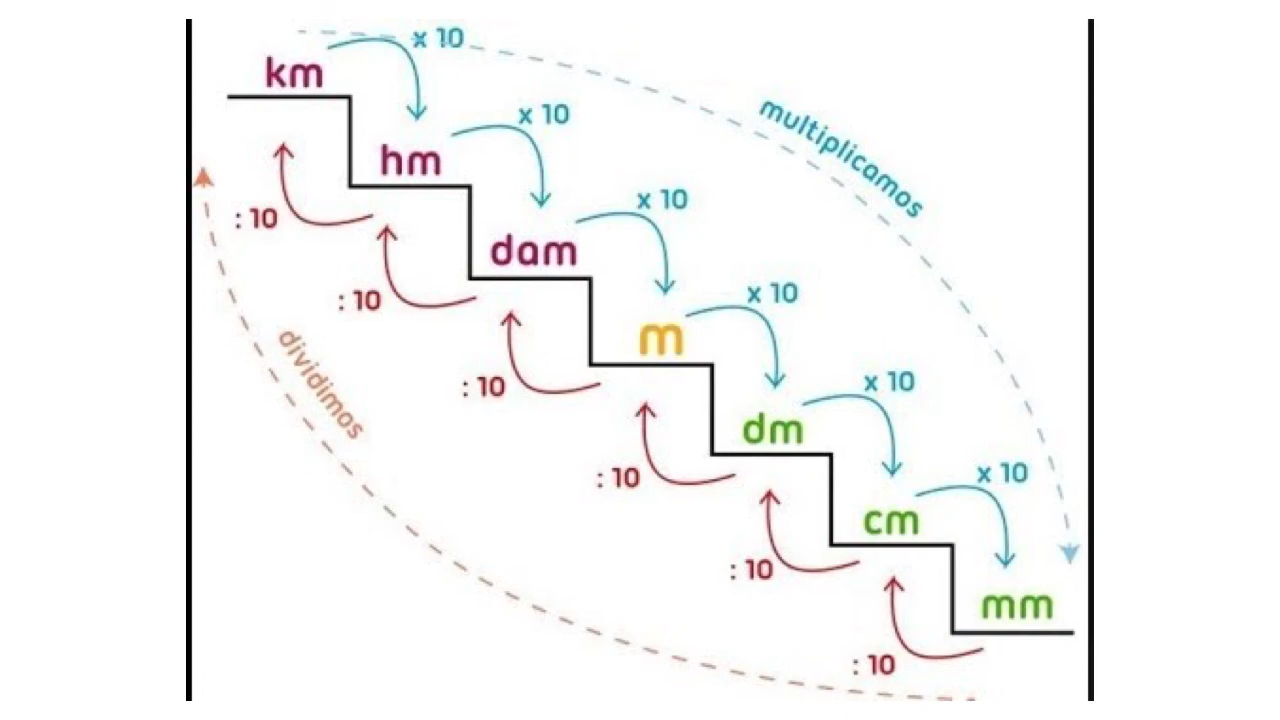 km
x 10
hm
x 10
: 10
dam
x 10
: 10
m
x 10
: 10
dm
x 10
: 10
cm
x 10
: 10
mm
: 10
multiplicamos
dividimos